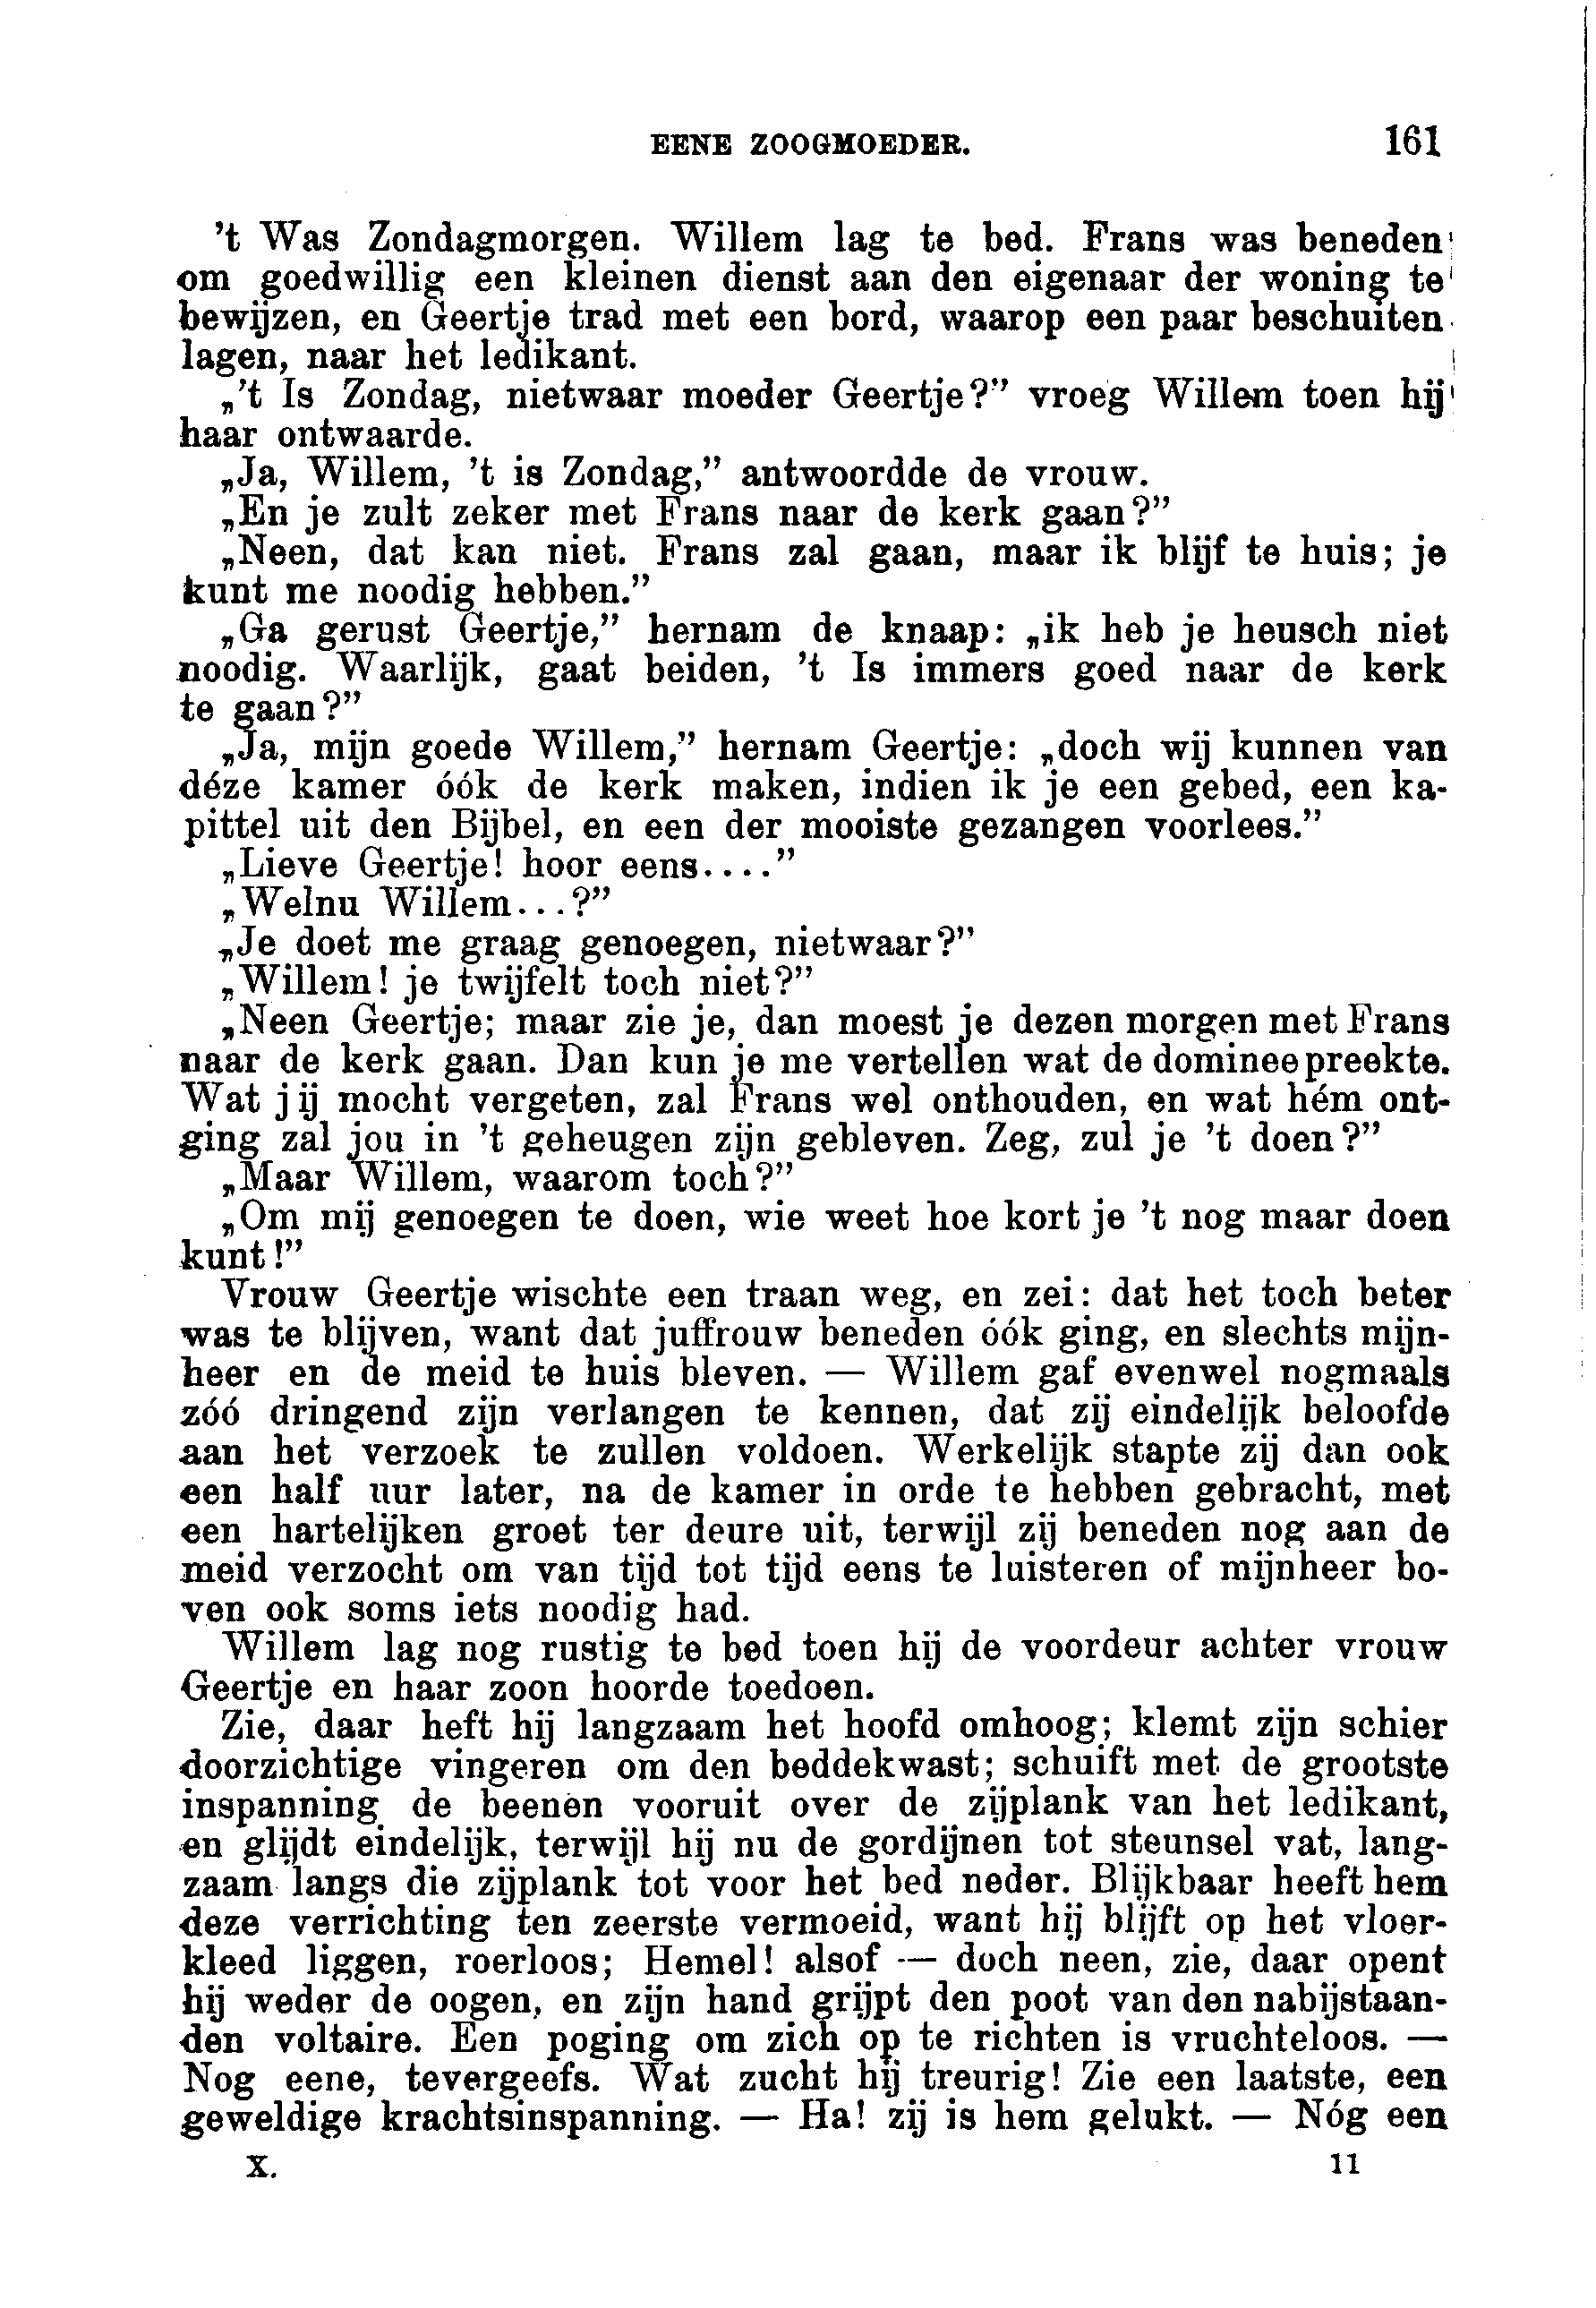 EENE ZOOGMOEDER. 161
’t Was Zondagmorgen. Willem lag te bed. Frans was beneden
om goedwillig een kleinen dienst aan den eigenaar der woning te
bewijzen, en Geertje trad met een bord, waarop een paar beschuiten
lagen, naar het ledikant.
„’t Is Zondag, nietwaar moeder Geertje?” vroeg Willem toen hij
haar ontwaarde.
„Ja, Willem, ’t is Zondag,” antwoordde de vrouw.
„En je zult zeker met Frans naar de kerk gaan?”
„Neen, dat kan niet. Frans zal gaan, maar ik blijf te huis; je
kunt me noodig hebben.”
„Ga gerust Geertje,” hernam de knaap: „ik heb je heusch niet
noodig. Waarlijk, gaat beiden, ’t Is immers goed naar de kerk
te gaan?”
„Ja, mijn goede Willem,” hernam Geertje: „doch wij kunnen van
déze kamer óók de kerk maken, indien ik je een gebed, een ka-
pittel uit den Bijbel, en een der mooiste gezangen voorlees.”
„Lieve Geertje! hoor eens....”
„Welnu Willem...?”
„Je doet me graag genoegen, nietwaar?”
„Willem! je twijfelt toch niet?”
„Neen Geertje; maar zie je, dan moest je dezen morgen met Frans
naar de kerk gaan. Dan kun je me vertellen wat de dominee preekte.
Wat jij mocht vergeten, zal Frans wel onthouden, en wat hém ont-
ging zal jou in ’t geheugen zijn gebleven. Zeg, zul je ’t doen?”
„Maar Willem, waarom toch?”
„Om mij genoegen te doen, wie weet hoe kort je ’t nog maar doen
kunt!”
Vrouw Geertje wischte een traan weg, en zei: dat het toch beter
was te blijven, want dat juffrouw beneden óók ging, en slechts mijn-
heer en de meid te huis bleven. — Willem gaf evenwel nogmaals
zóó dringend zijn verlangen te kennen, dat zij eindelijk beloofde
aan het verzoek te zullen voldoen. Werkelijk stapte zij dan ook
een half uur later, na de kamer in orde te hebben gebracht, met
een hartelijken groet ter deure uit, terwijl zij beneden nog aan de
meid verzocht om van tijd tot tijd eens te luisteren of mijnheer bo-
ven ook soms iets noodig had.
Willem lag nog rustig te bed toen hij de voordeur achter vrouw
Geertje en haar zoon hoorde toedoen.
Zie, daar heft hij langzaam het hoofd omhoog; klemt zijn schier
doorzichtige vingeren om den beddekwast; schuift met de grootste
inspanning de beenen vooruit over de zijplank van het ledikant,
en glijdt eindelijk, terwijl hij nu de gordijnen tot steunsel vat, lang-
zaam langs die zijplank tot voor het bed neder. Blijkbaar heeft hem
deze verrichting ten zeerste vermoeid, want hij blijft op het vloer-
kleed liggen, roerloos; Hemel! alsof — doch neen, zie, daar opent
hij weder de oogen, en zijn hand grijpt den poot van den nabijstaan-
den voltaire. Een poging om zich op te richten is vruchteloos. —
Nog eene, tevergeefs. Wat zucht hij treurig! Zie een laatste, een
geweldige krachtsinspanning. — Ha! zij is hem gelukt. — Nóg een
X. 11